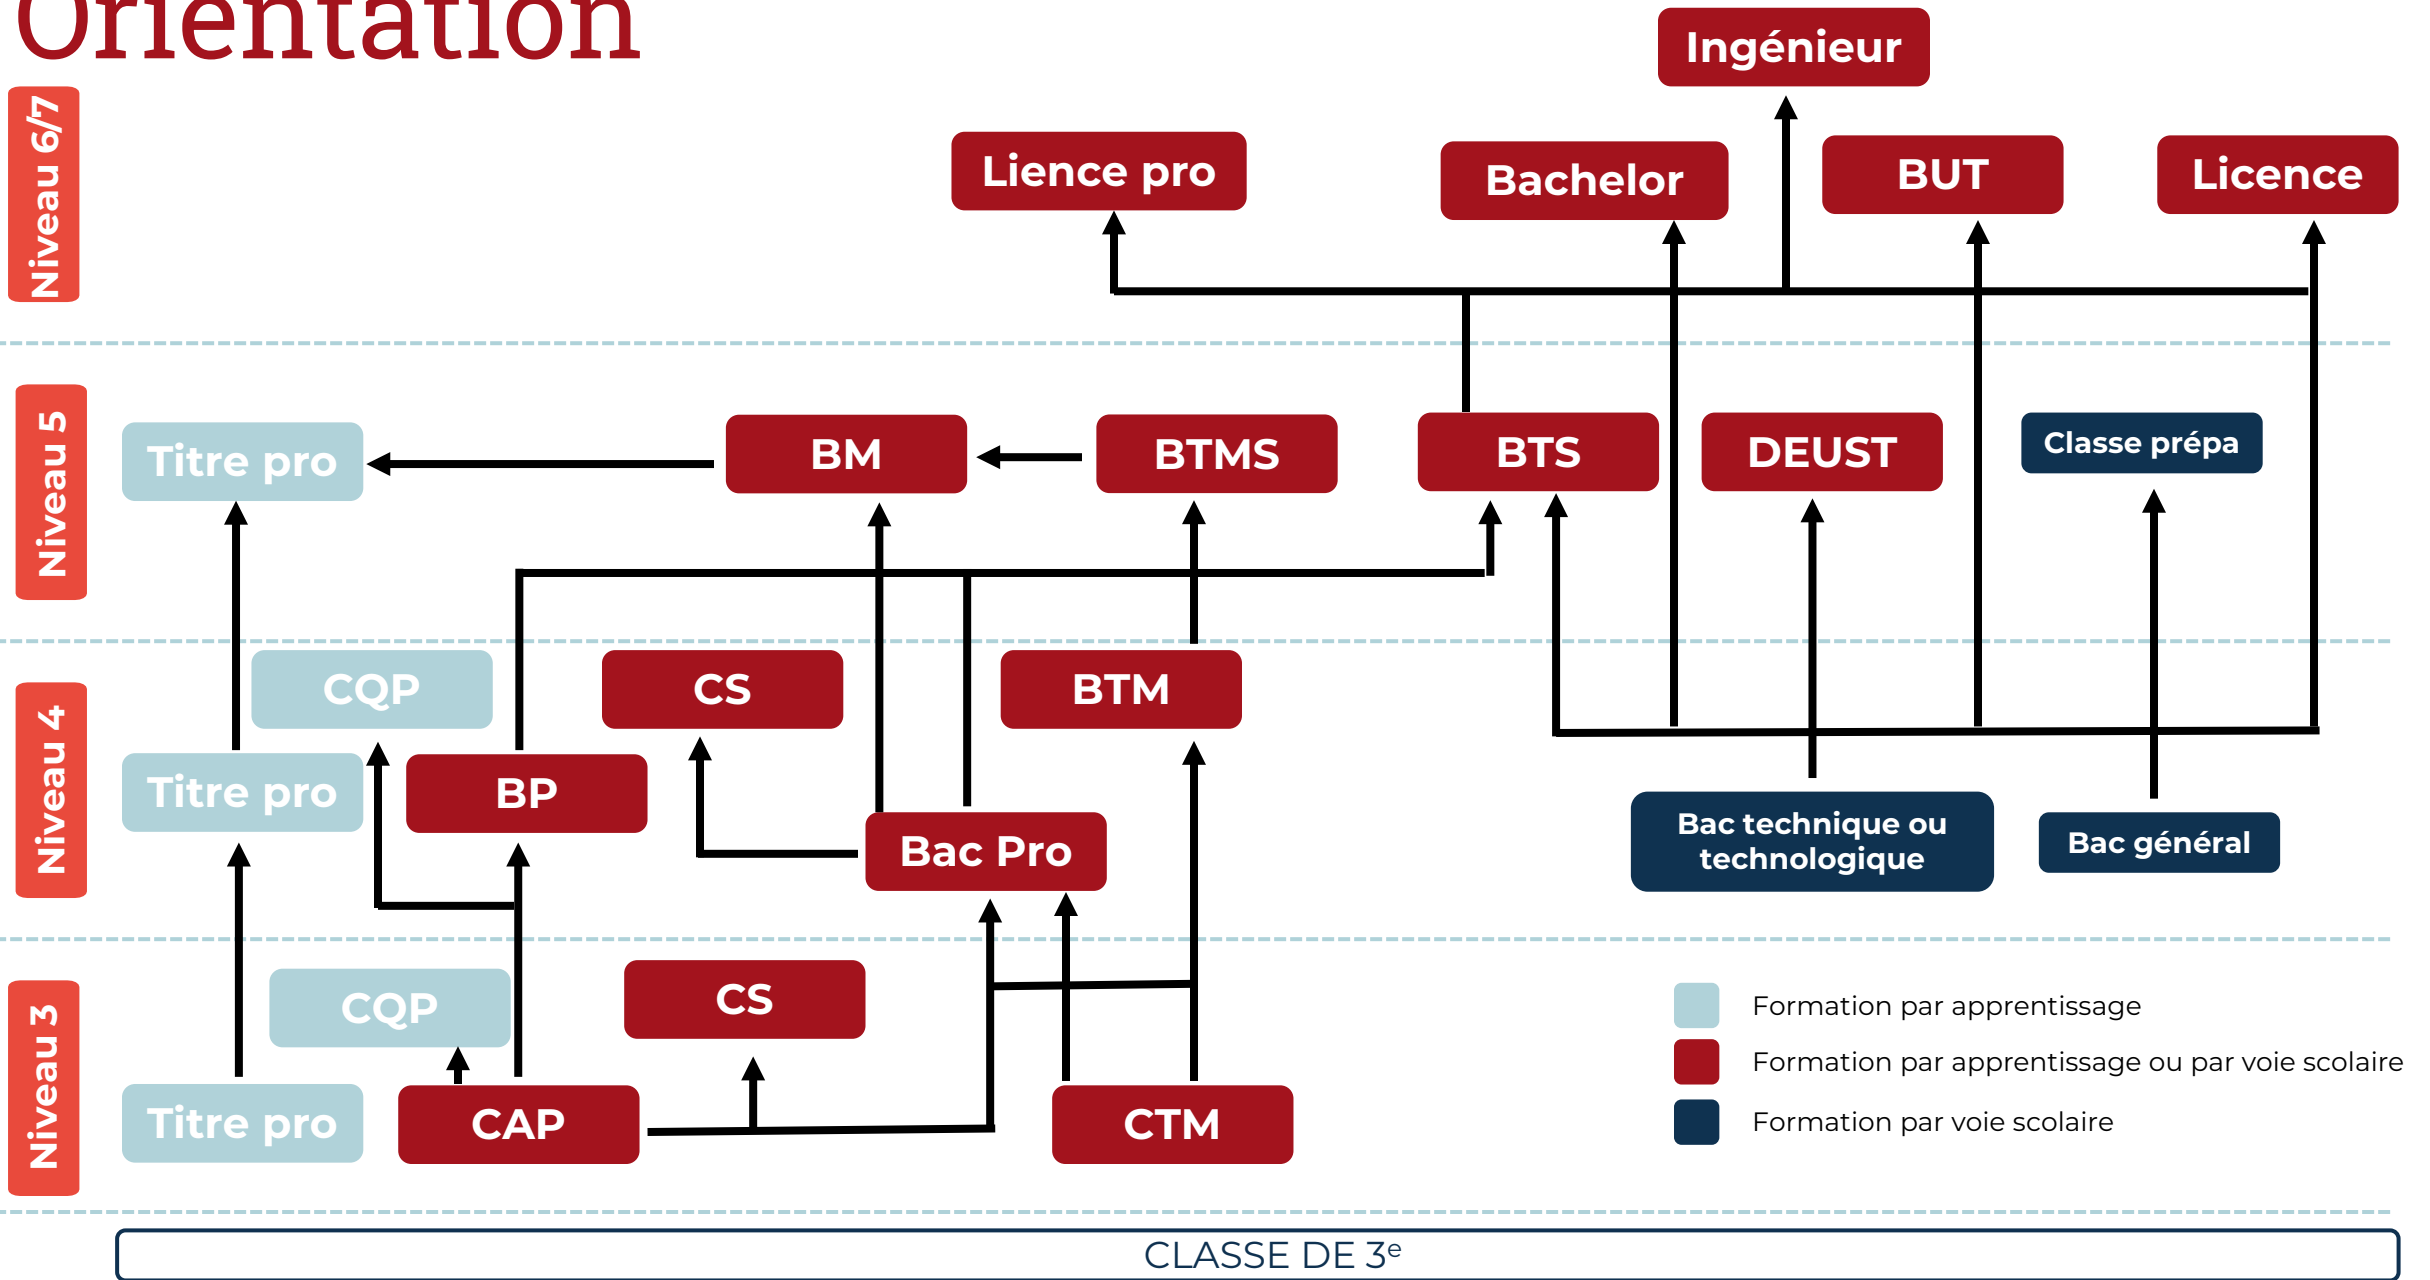 Orientation
Niveau 6/7
Ingénieur
Lience pro
Bachelor
BUT
Licence
Niveau 5
Titre pro
BM
BTMS
BTS
DEUST
Classe prépa
Niveau 4
CQP
CS
BTM
Titre pro
BP
Bac Pro
Bac technique ou
technologique
Bac général
Niveau 3
CQP
CS
Titre pro
CAP
CTM
Formation par apprentissage
Formation par apprentissage ou par voie scolaire
Formation par voie scolaire
CLASSE DE 3ᵉ